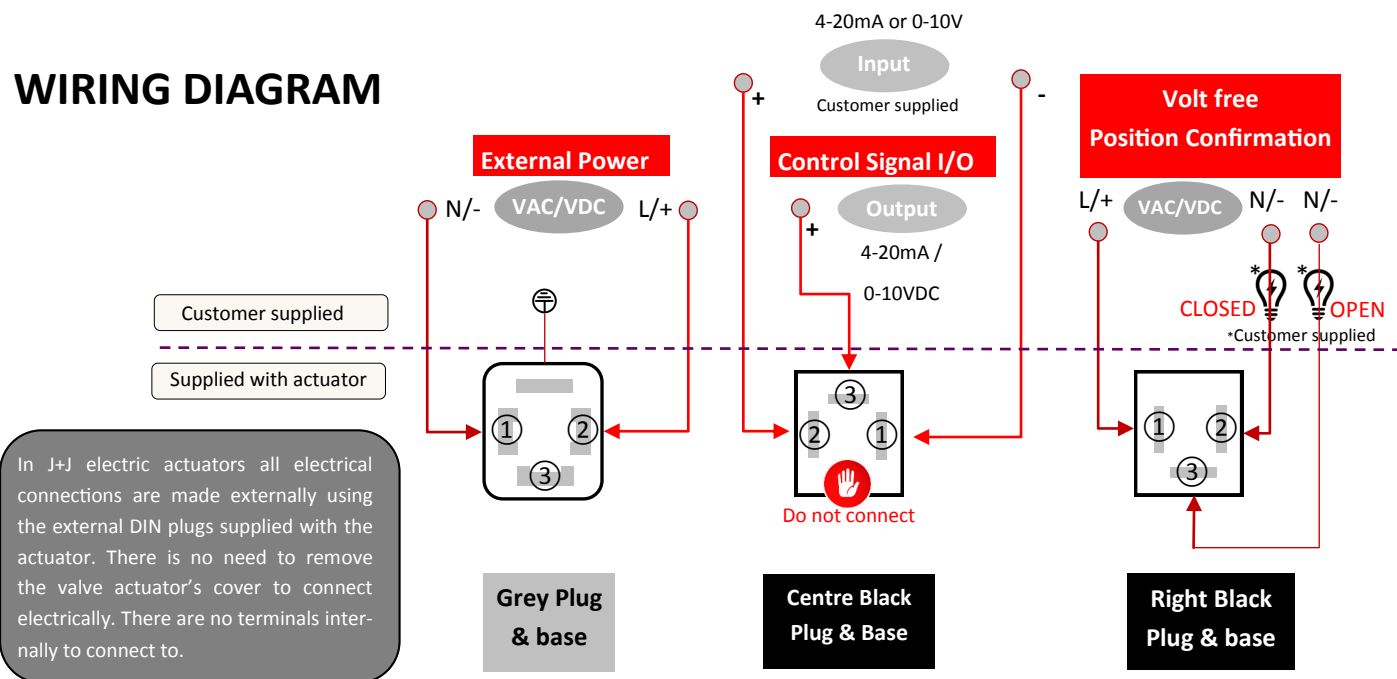 WIRING DIAGRAM
4-20mA or 0-10V
Input
Customer supplied
+
-
External Power
VAC/VDC
N/-
L/+
Control Signal I/O
Output
+
4-20mA /
0-10VDC
Volt free
Position Confirmation
L/+
VAC/VDC
N/-
N/-
*
*
CLOSED
OPEN
*Customer supplied
Customer supplied
Supplied with actuator
1
2
3
3
2
1
Do not connect
1
2
3
In J+J electric actuators all electrical
connections are made externally using
the external DIN plugs supplied with the
actuator. There is no need to remove
the valve actuator’s cover to connect
electrically. There are no terminals inter-
nally to connect to.
Grey Plug
& base
Centre Black
Plug & Base
Right Black
Plug & base